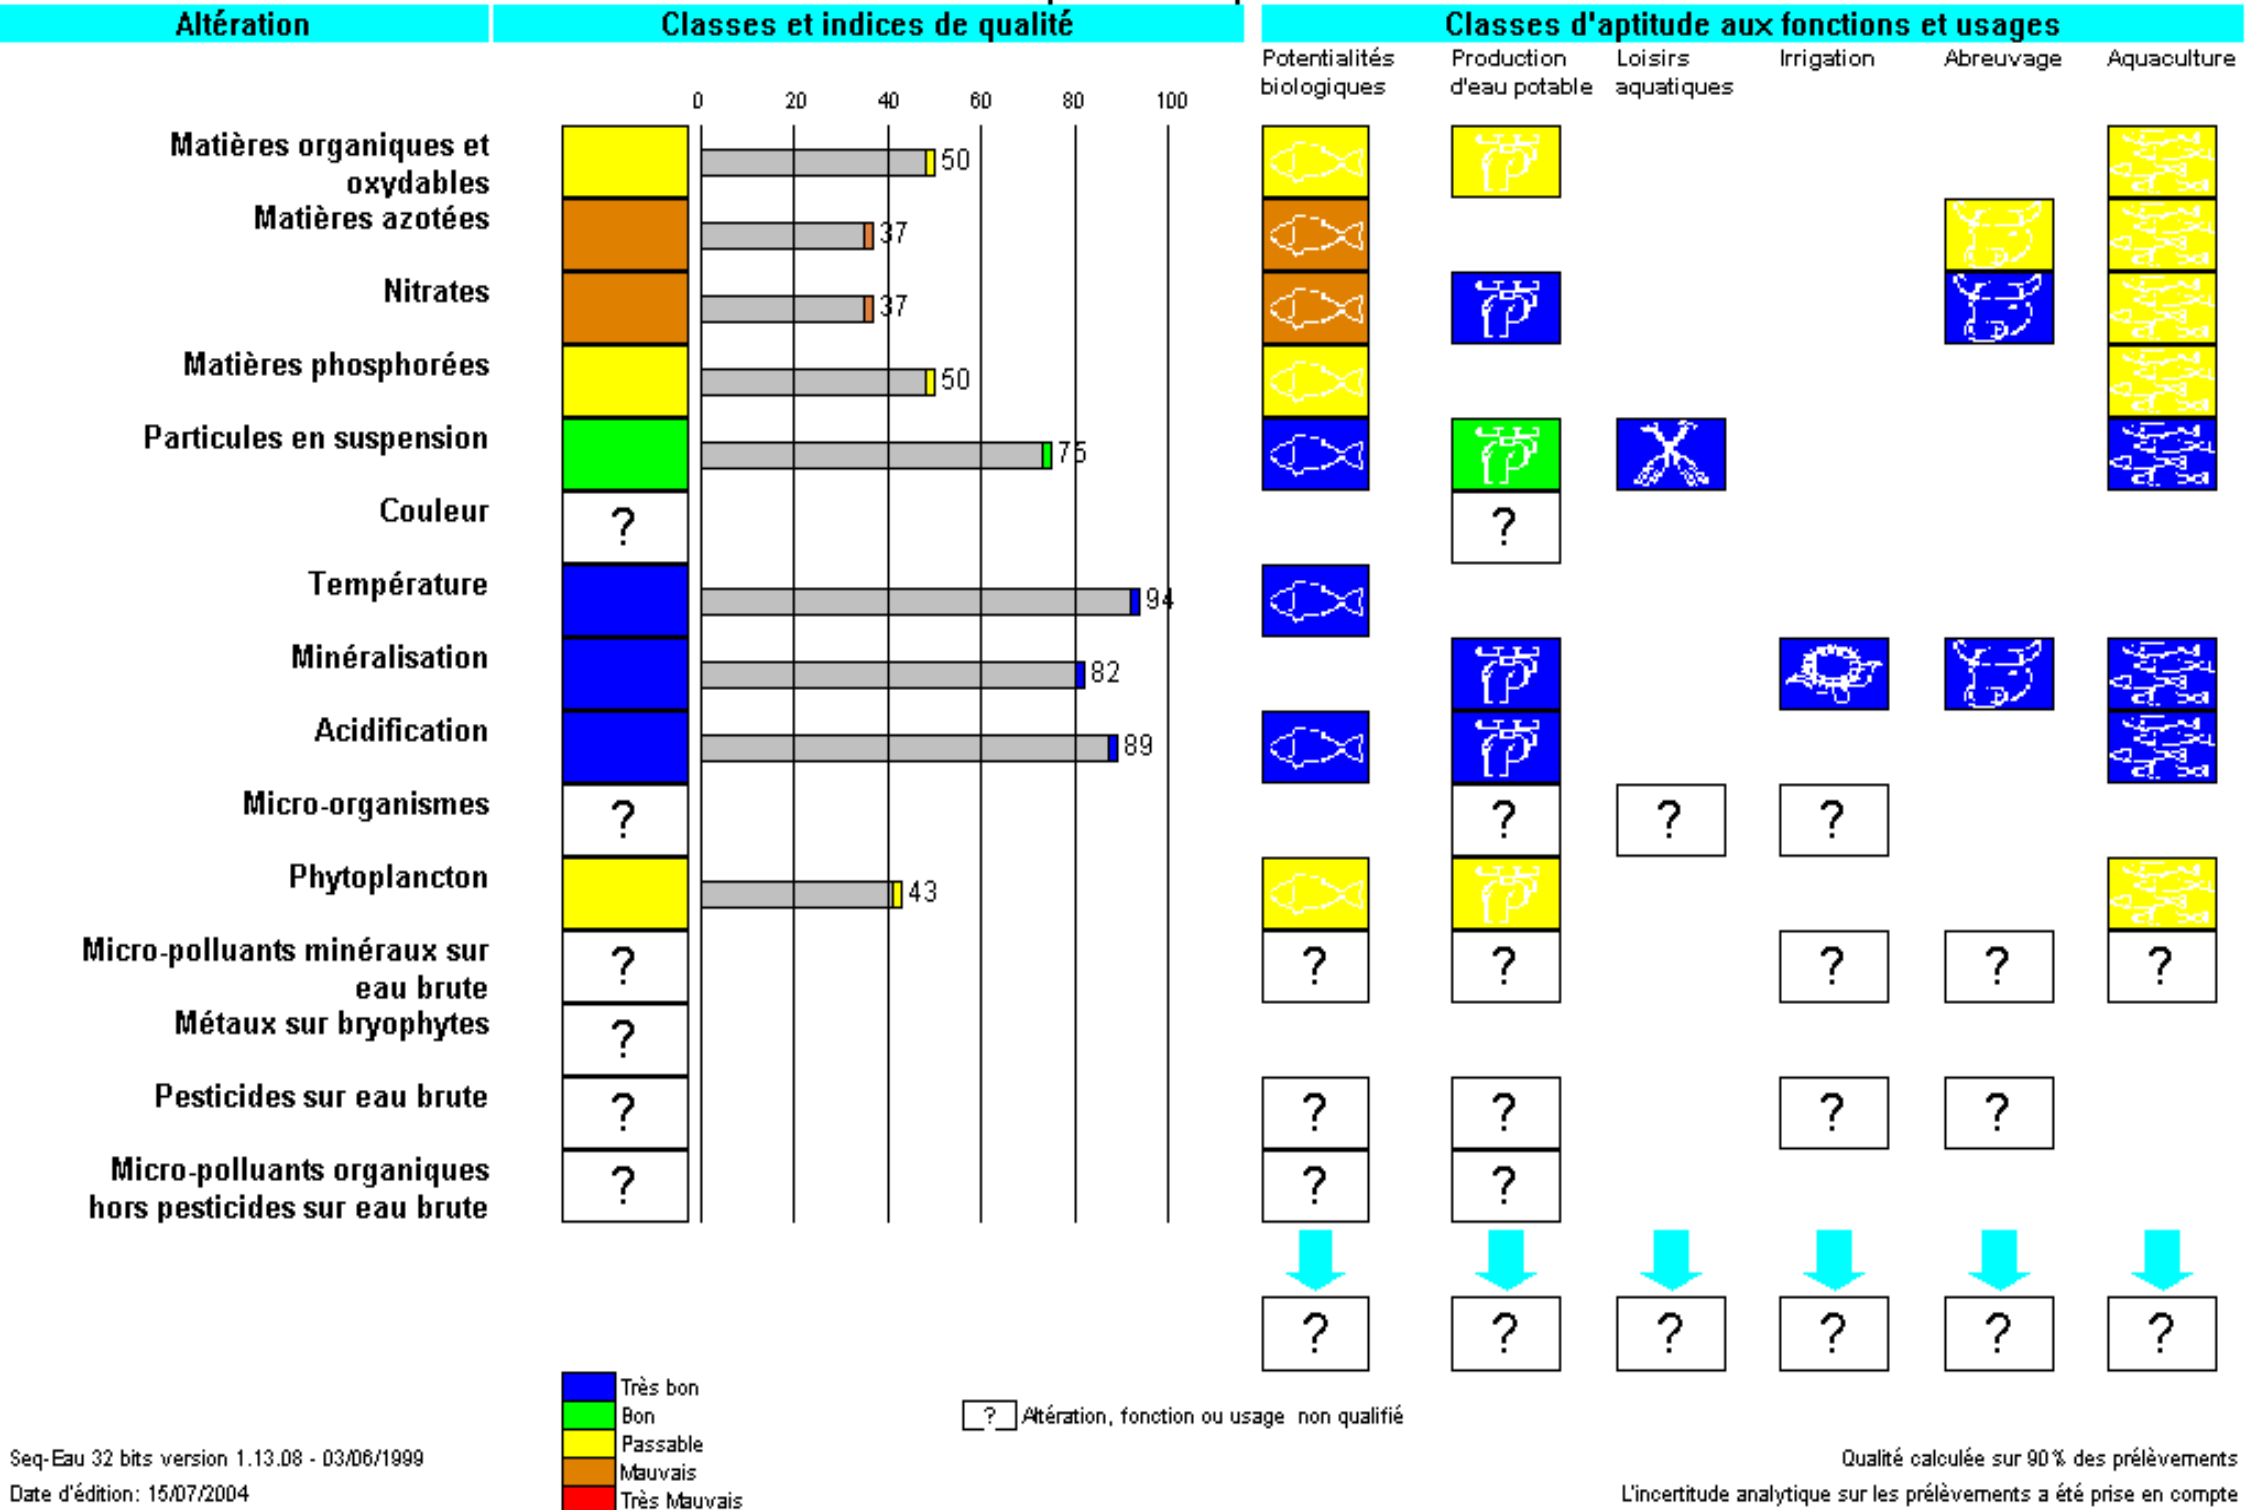 Altération
Classes et indices de qualité
Classes d'aptitude aux fonctions et usages
Potentialités biologiques
Production d'eau potable
Loisirs aquatiques
Irrigation
Abreuvage
Aquaculture
0 20 40 60 80 100
Matières organiques et
oxydables
50
Matières azotées
37
Nitrates
37
Matières phosphorées
50
Particules en suspension
75
Couleur
? ?
Température
94
Minéralisation
82
Acidification
89
Micro-organismes
? ? ? ?
Phytoplancton
43
Micro-polluants minéraux sur
eau brute
? ? ? ? ? ?
Métaux sur bryophytes
?
Pesticides sur eau brute
? ? ? ? ?
Micro-polluants organiques
hors pesticides sur eau brute
? ? ?
? ? ? ? ? ?
Très bon
Bon
Passable
Mauvais
Très Mauvais
? Altération, fonction ou usage non qualifié
Seq-Eau 32 bits version 1.13.08 - 03/06/1999
Date d'édition: 15/07/2004
Qualité calculée sur 90% des prélèvements
L'incertitude analytique sur les prélèvements a été prise en compte